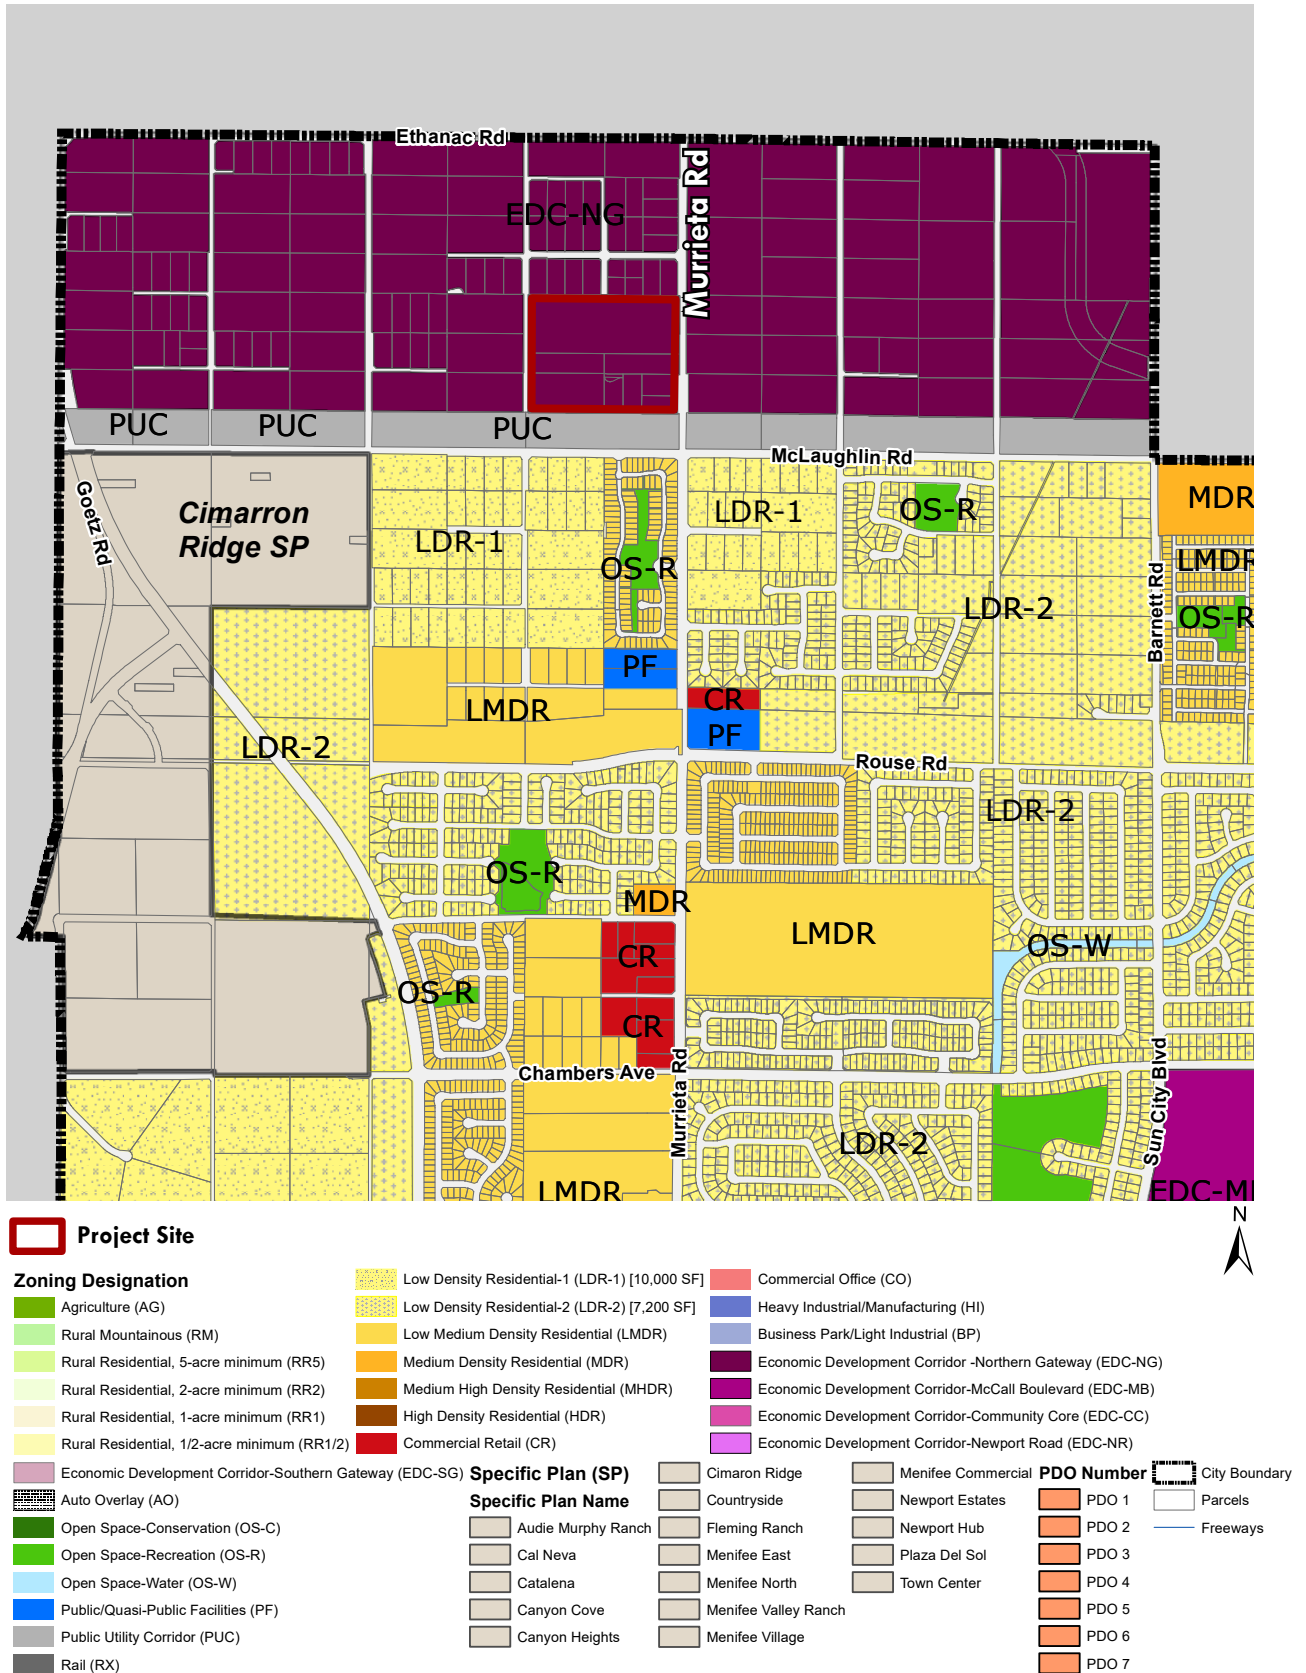 Ethanac Rd
Murrieta Rd
EDC-NG
PUC
PUC
PUC
McLaughlin Rd
Goetz Rd
Cimarron
Ridge SP
LDR-1
OS-R
LDR-1
OS-R
MDR
LMDR
OS-R
Barnett Rd
LDR-2
PF
CR
PF
LMDR
LDR-2
Rouse Rd
LDR-2
OS-R
MDR
LMDR
CR
OS-W
OS-R
CR
Chambers Ave
Murrieta Rd
Sun City Blvd
LDR-2
LMDR
EDC-M
N
Project Site
Zoning Designation
Agriculture (AG)
Rural Mountainous (RM)
Rural Residential, 5-acre minimum (RR5)
Rural Residential, 2-acre minimum (RR2)
Rural Residential, 1-acre minimum (RR1)
Rural Residential, 1/2-acre minimum (RR1/2)
Economic Development Corridor-Southern Gateway (EDC-SG)
Auto Overlay (AO)
Open Space-Conservation (OS-C)
Open Space-Recreation (OS-R)
Open Space-Water (OS-W)
Public/Quasi-Public Facilities (PF)
Public Utility Corridor (PUC)
Rail (RX)
Low Density Residential-1 (LDR-1) [10,000 SF]
Low Density Residential-2 (LDR-2) [7,200 SF]
Low Medium Density Residential (LMDR)
Medium Density Residential (MDR)
Medium High Density Residential (MHDR)
High Density Residential (HDR)
Commercial Retail (CR)
Commercial Office (CO)
Heavy Industrial/Manufacturing (HI)
Business Park/Light Industrial (BP)
Economic Development Corridor -Northern Gateway (EDC-NG)
Economic Development Corridor-McCall Boulevard (EDC-MB)
Economic Development Corridor-Community Core (EDC-CC)
Economic Development Corridor-Newport Road (EDC-NR)
Specific Plan (SP)
Specific Plan Name
Audie Murphy Ranch
Cal Neva
Catalena
Canyon Cove
Canyon Heights
Cimaron Ridge
Countryside
Fleming Ranch
Menifee East
Menifee North
Menifee Valley Ranch
Menifee Village
Menifee Commercial
Newport Estates
Newport Hub
Plaza Del Sol
Town Center
PDO Number
PDO 1
PDO 2
PDO 3
PDO 4
PDO 5
PDO 6
PDO 7
City Boundary
Parcels
Freeways